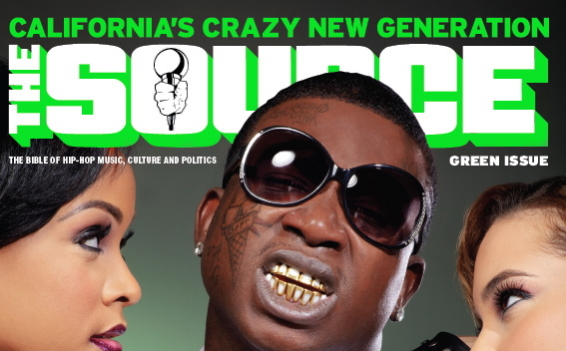 CALIFORNIA'S CRAZY NEW GENERATION
THE SOURCE
THE BIBLE OF HIP-HOP MUSIC, CULTURE AND POLITICS
GREEN ISSUE